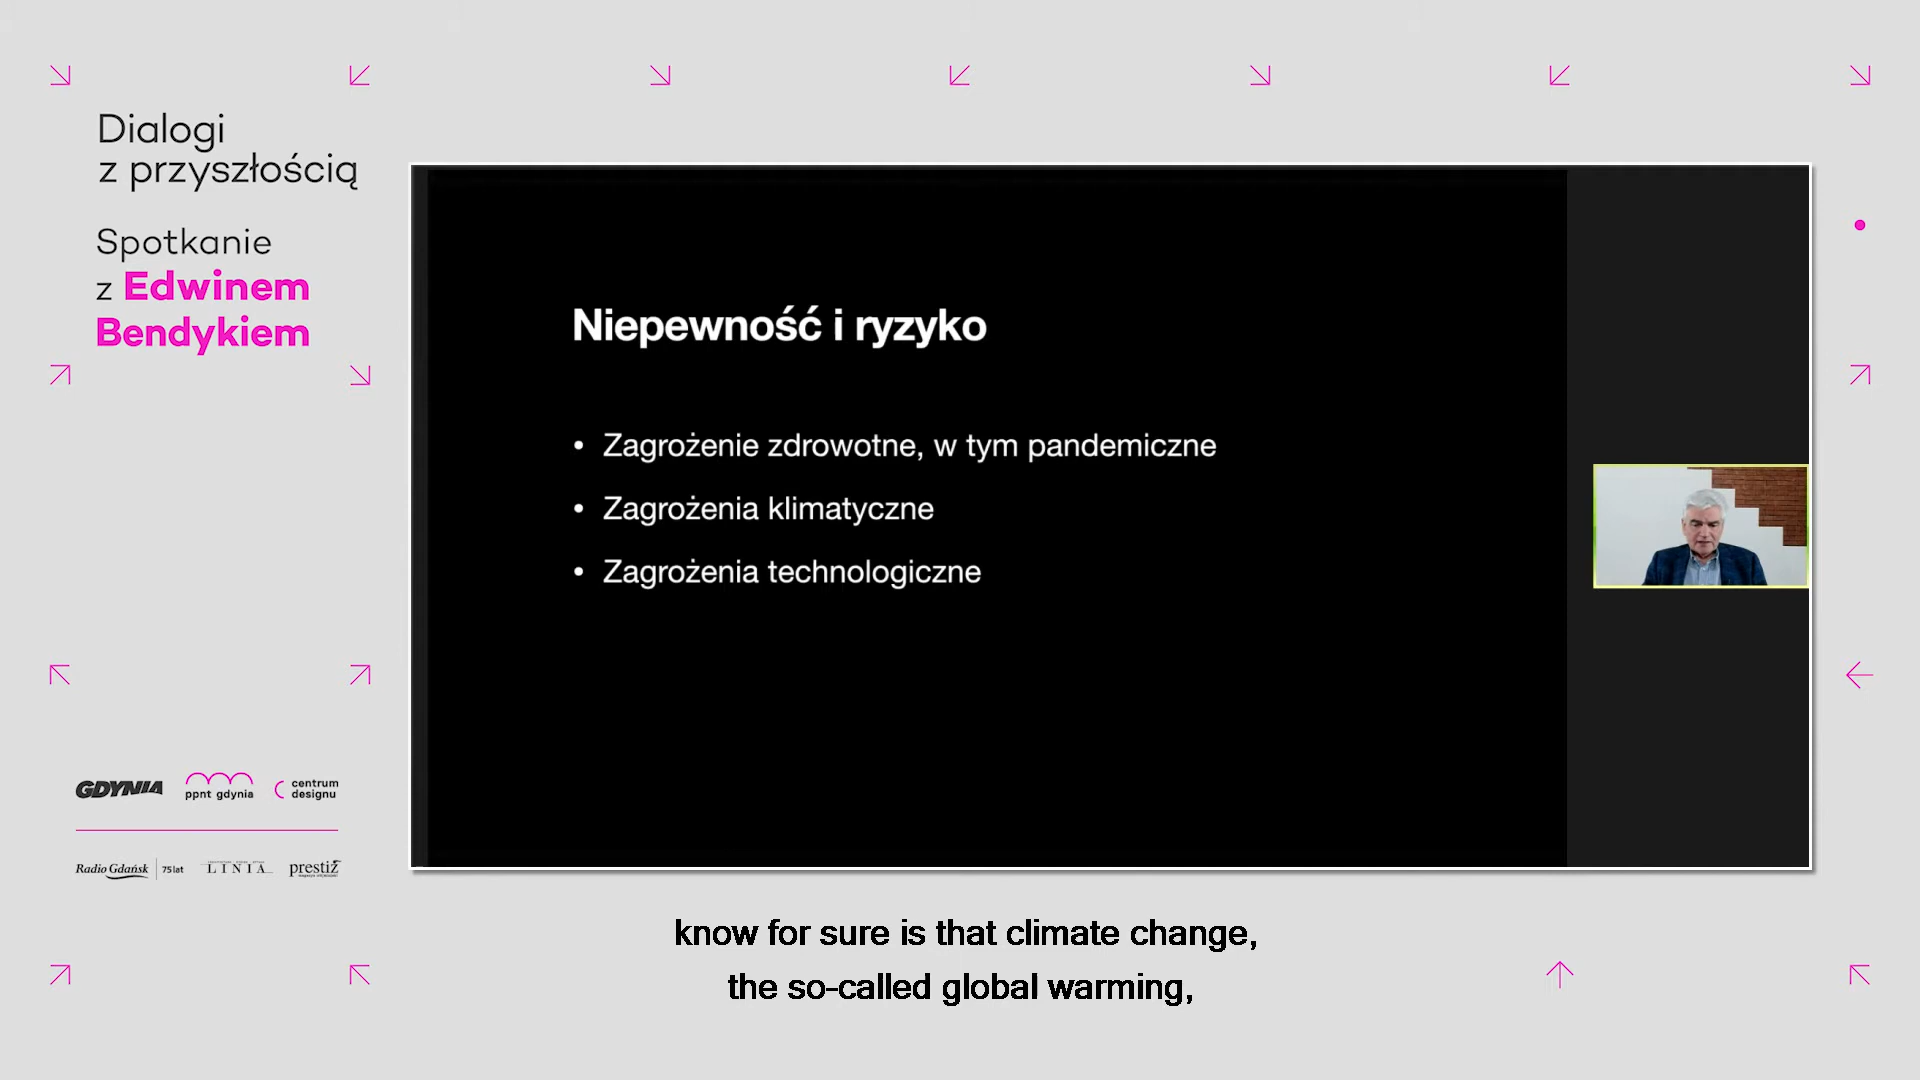 Dialogi
z przyszłością
Spotkanie
z Edwinem
Bendykiem
Niepewność i ryzyko
• Zagrożenie zdrowotne, w tym pandemiczne
• Zagrożenia klimatyczne
• Zagrożenia technologiczne
GDYNIA
ppnt gdynia
centrum
designu
Radio Gdańsk
75 lat
LINIA
prestiż
know for sure is that climate change,
the so-called global warming,